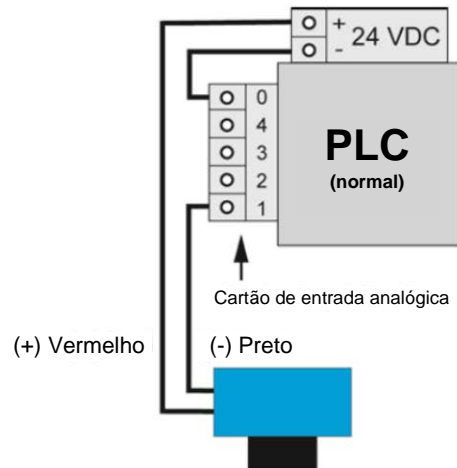 + 24 VDC
-
0
4
3
2
1
PLC
(normal)
Cartão de entrada analógica
(+) Vermelho
(-) Preto